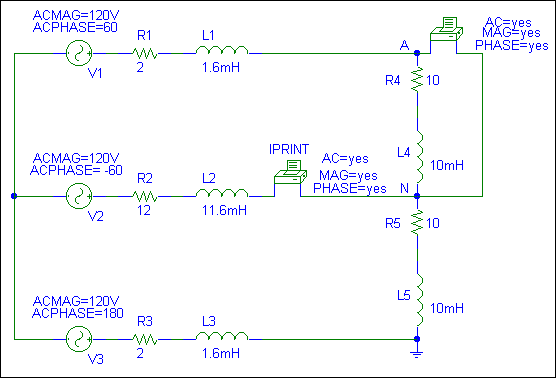 ACMAG=120V
ACPHASE=60
R1
L1
A
AC=yes
MAG=yes
PHASE=yes
V1
2
1.6mH
R4
10
IPRINT
L4
10mH
ACMAG=120V
ACPHASE= -60
R2
L2
AC=yes
MAG=yes
PHASE=yes
N
V2
12
11.6mH
R5
10
L5
10mH
ACMAG=120V
ACPHASE=180
R3
L3
V3
2
1.6mH